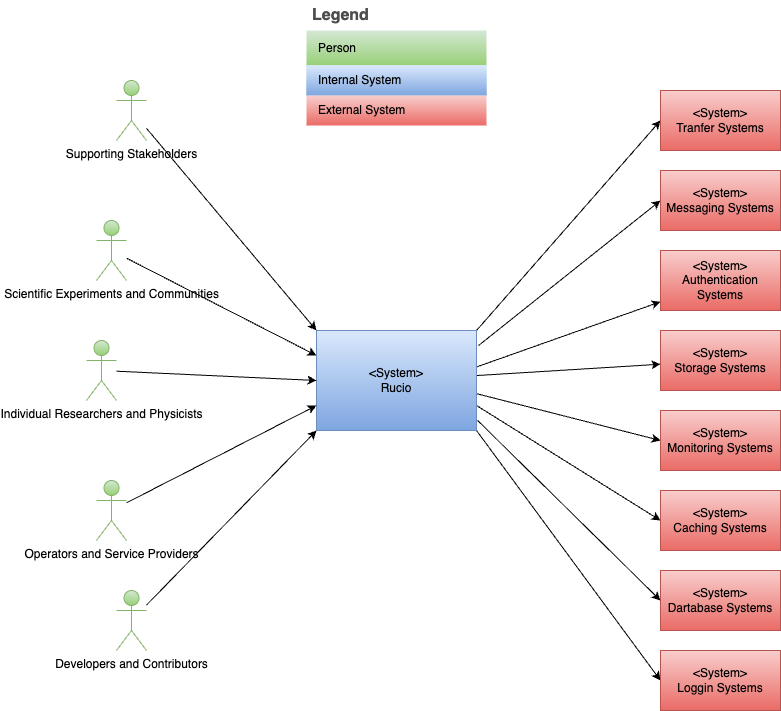 Legend
Person
Internal System
External System
Supporting Stakeholders
Scientific Experiments and Communities
Individual Researchers and Physicists
Operators and Service Providers
Developers and Contributors
<System>
Rucio
<System>
Tranfer Systems
<System>
Messaging Systems
<System>
Authentication
Systems
<System>
Storage Systems
<System>
Monitoring Systems
<System>
Caching Systems
<System>
Dartabase Systems
<System>
Loggin Systems